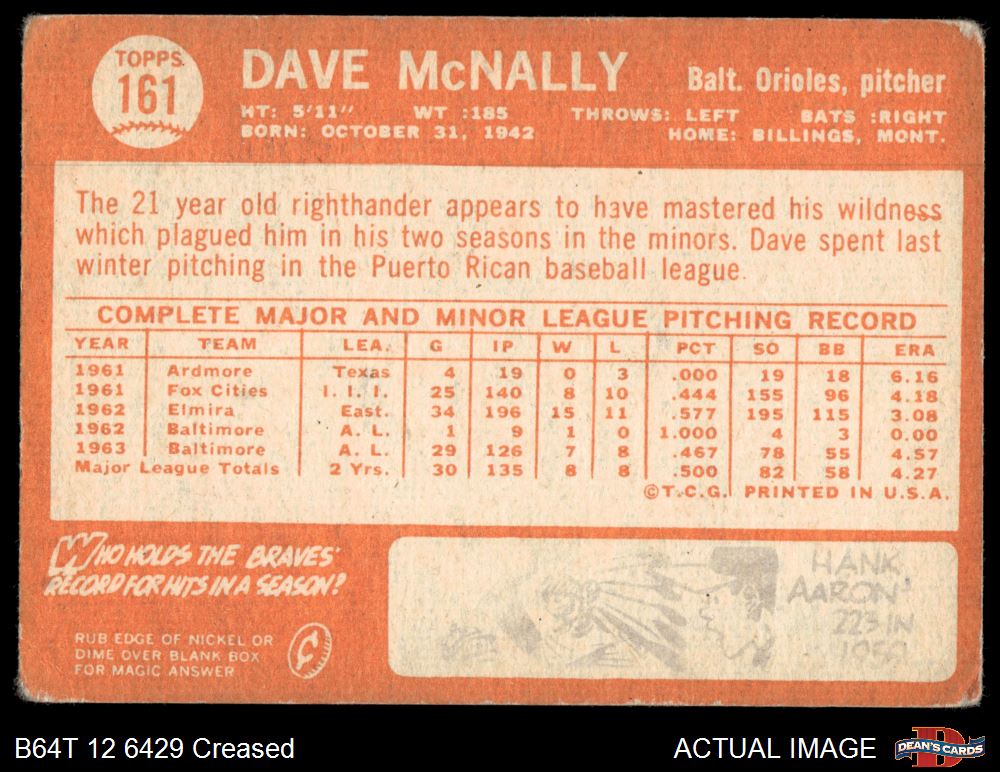 TOPPS
161
DAVE McNALLY Balt. Orioles, pitcher
HT: 5'11" WT :185 THROWS: LEFT BATS :RIGHT
BORN: OCTOBER 31, 1942 HOME: BILLINGS, MONT.
The 21 year old righthander appears to have mastered his wildness
which plagued him in his two seasons in the minors. Dave spent last
winter pitching in the Puerto Rican baseball league.
COMPLETE MAJOR AND MINOR LEAGUE PITCHING RECORD
YEAR TEAM LEA. G IP W L PCT SO BB ERA
1961 Ardmore Texas 4 19 0 3 .000 19 18 6.16
1961 Fox Cities I. I. I. 25 140 8 10 .444 155 96 4.18
1962 Elmira East. 34 196 15 11 .577 195 115 3.08
1962 Baltimore A. L. 1 9 1 0 1.000 4 3 0.00
1963 Baltimore A. L. 29 126 7 8 .467 78 55 4.57
Major League Totals 2 Yrs. 30 135 8 8 .500 82 58 4.27
©T.C.G. PRINTED IN U.S.A.
WHO HOLDS THE BRAVES'
RECORD FOR HITS IN A SEASON?
RUB EDGE OF NICKEL OR
DIME OVER BLANK BOX
FOR MAGIC ANSWER
HANK
AARON
223 IN
1959
B64T 12 6429 Creased
ACTUAL IMAGE
DEAN'S CARDS